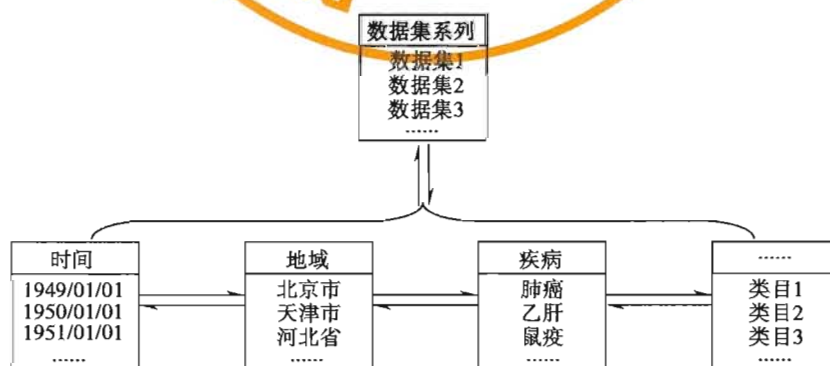 数据集系列
数据集1
数据集2
数据集3
……
时间
1949/01/01
1950/01/01
1951/01/01
……
地域
北京市
天津市
河北省
……
疾病
肺癌
乙肝
鼠疫
……
……
类目1
类目2
类目3
……